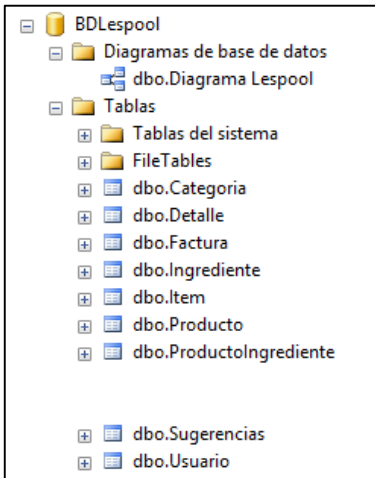 BDLespool
Diagramas de base de datos
dbo.Diagrama Lespool
Tablas
Tablas del sistema
FileTables
dbo.Categoria
dbo.Detalle
dbo.Factura
dbo.Ingrediente
dbo.Item
dbo.Producto
dbo.ProductoIngrediente
dbo.Sugerencias
dbo.Usuario